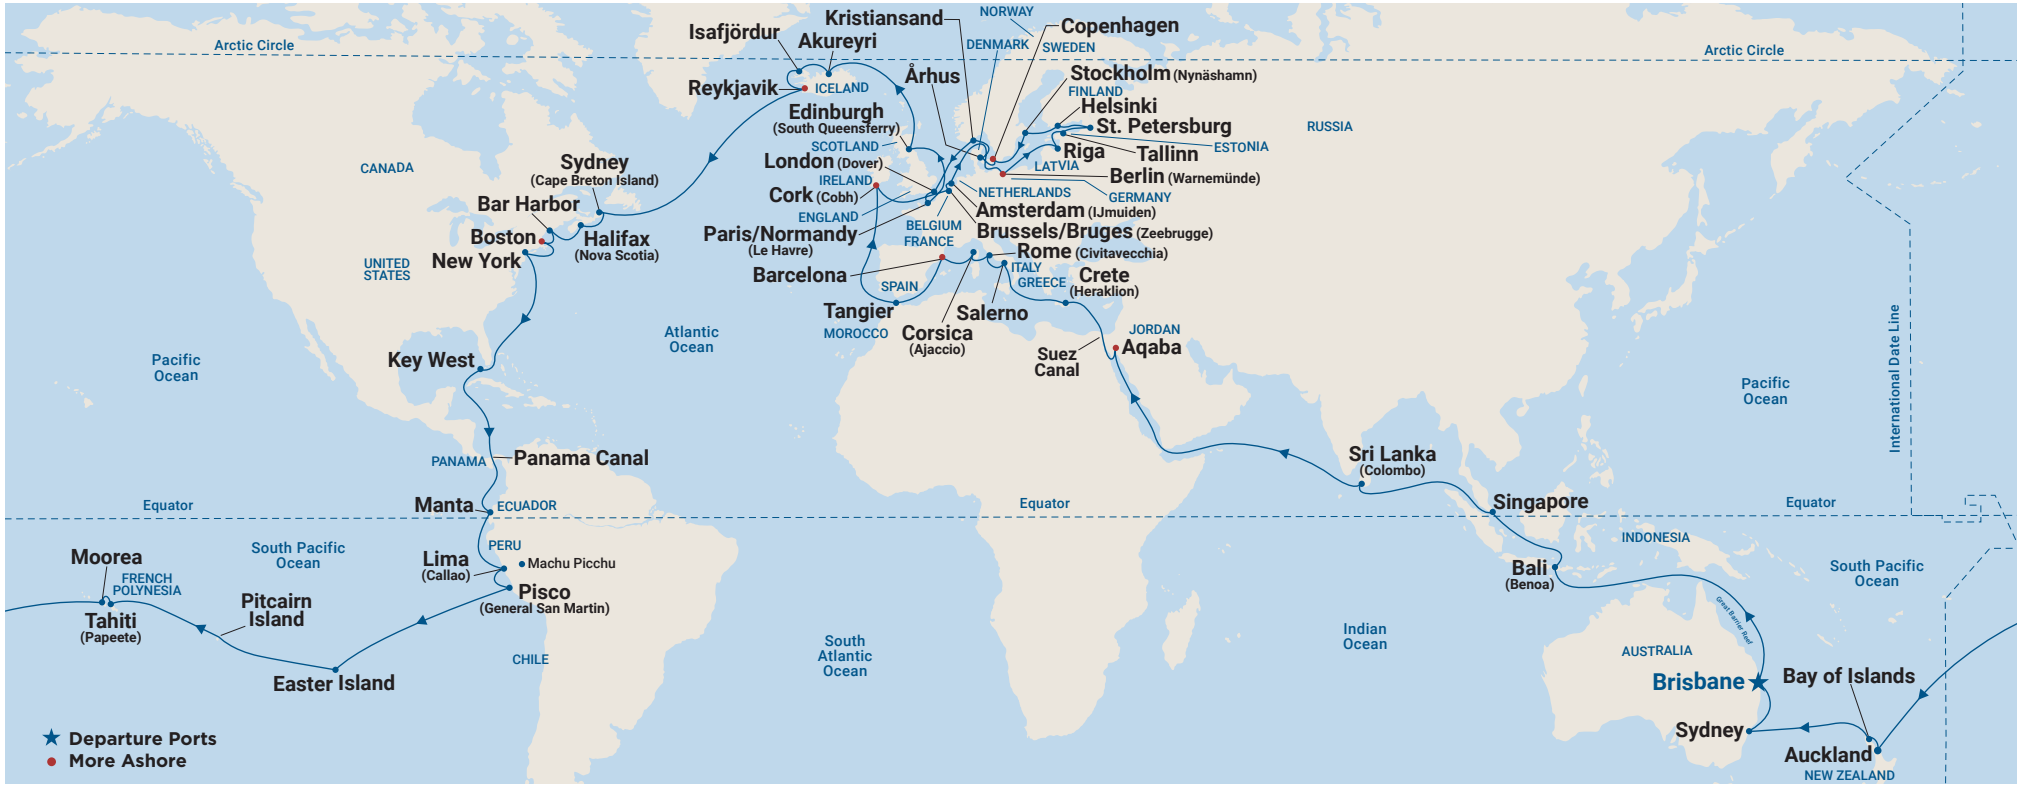 Arctic Circle
Isafjördur
Akureyri
Kristiansand
NORWAY
DENMARK
SWEDEN
Copenhagen
Arctic Circle
Reykjavik
ICELAND
Århus
Stockholm (Nynäshamn)
FINLAND
Helsinki
St. Petersburg
RUSSIA
Edinburgh
(South Queensferry)
SCOTLAND
ESTONIA
Tallinn
Riga
LATVIA
London (Dover)
IRELAND
Berlin (Warnemünde)
GERMANY
NETHERLANDS
Cork (Cobh)
ENGLAND
Amsterdam (IJmuiden)
BELGIUM
FRANCE
Brussels/Bruges (Zeebrugge)
Paris/Normandy
(Le Havre)
Rome (Civitavecchia)
ITALY
GREECE
Crete
(Heraklion)
Barcelona
SPAIN
Tangier
MOROCCO
Corsica
(Ajaccio)
Salerno
CANADA
Sydney
(Cape Breton Island)
Bar Harbor
Boston
New York
Halifax
(Nova Scotia)
UNITED
STATES
Atlantic
Ocean
Pacific
Ocean
Key West
Suez
Canal
JORDAN
Aqaba
Pacific
Ocean
International Date Line
PANAMA
Panama Canal
Sri Lanka
(Colombo)
Equator
Manta
ECUADOR
Equator
Singapore
Equator
INDONESIA
PERU
South Pacific
Ocean
Moorea
FRENCH
POLYNESIA
Lima
(Callao)
Machu Picchu
Bali
(Benoa)
South Pacific
Ocean
Pitcairn
Island
Pisco
(General San Martin)
Tahiti
(Papeete)
Great Barrier Reef
South
Atlantic
Ocean
Indian
Ocean
CHILE
AUSTRALIA
Easter Island
Brisbane
Bay of Islands
Sydney
Auckland
NEW ZEALAND
Departure Ports
More Ashore